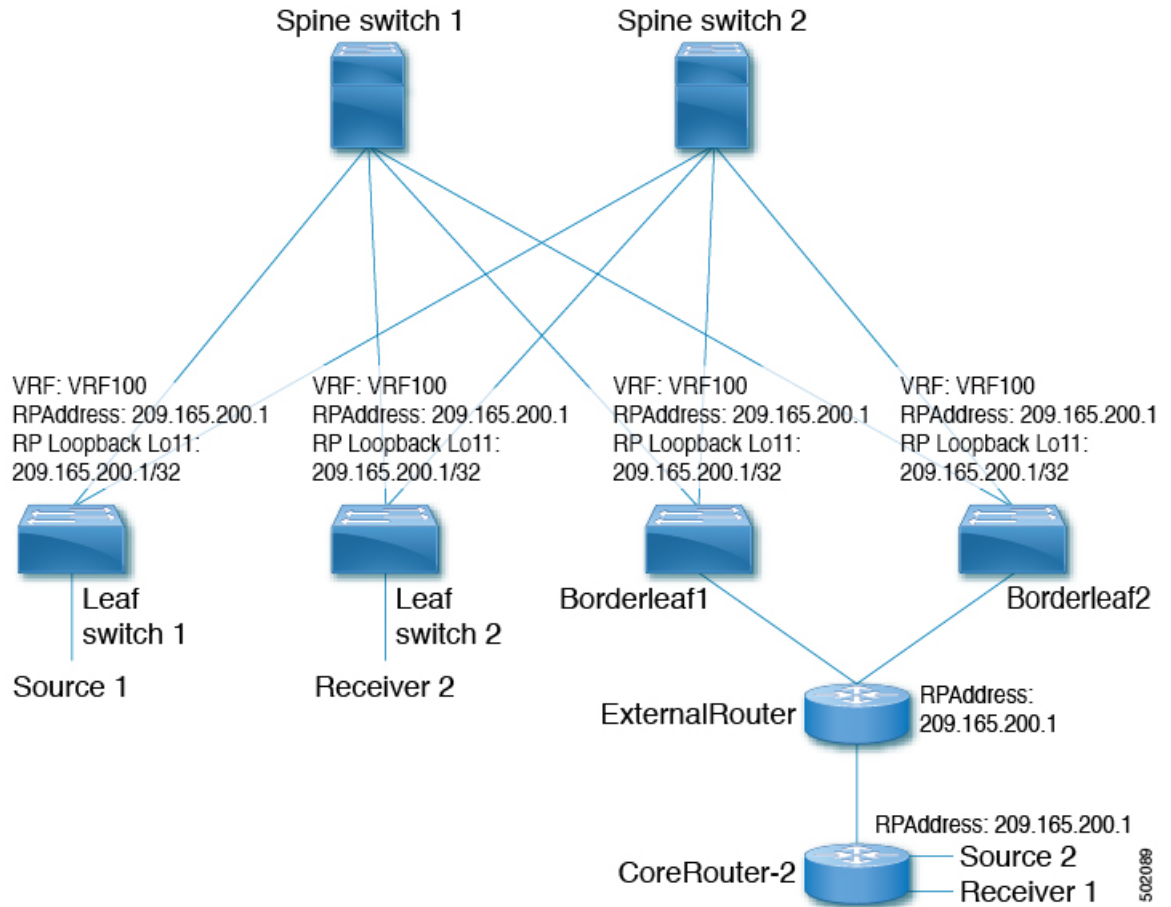 Spine switch 1
Spine switch 2
VRF: VRF100
RPAddress: 209.165.200.1
RP Loopback Lo11:
209.165.200.1/32
VRF: VRF100
RPAddress: 209.165.200.1
RP Loopback Lo11:
209.165.200.1/32
VRF: VRF100
RPAddress: 209.165.200.1
RP Loopback Lo11:
209.165.200.1/32
VRF: VRF100
RPAddress: 209.165.200.1
RP Loopback Lo11:
209.165.200.1/32
Leaf
switch 1
Source 1
Leaf
switch 2
Receiver 2
Borderleaf1
Borderleaf2
ExternalRouter
RPAddress:
209.165.200.1
RPAddress: 209.165.200.1
CoreRouter-2
Source 2
Receiver 1
502089